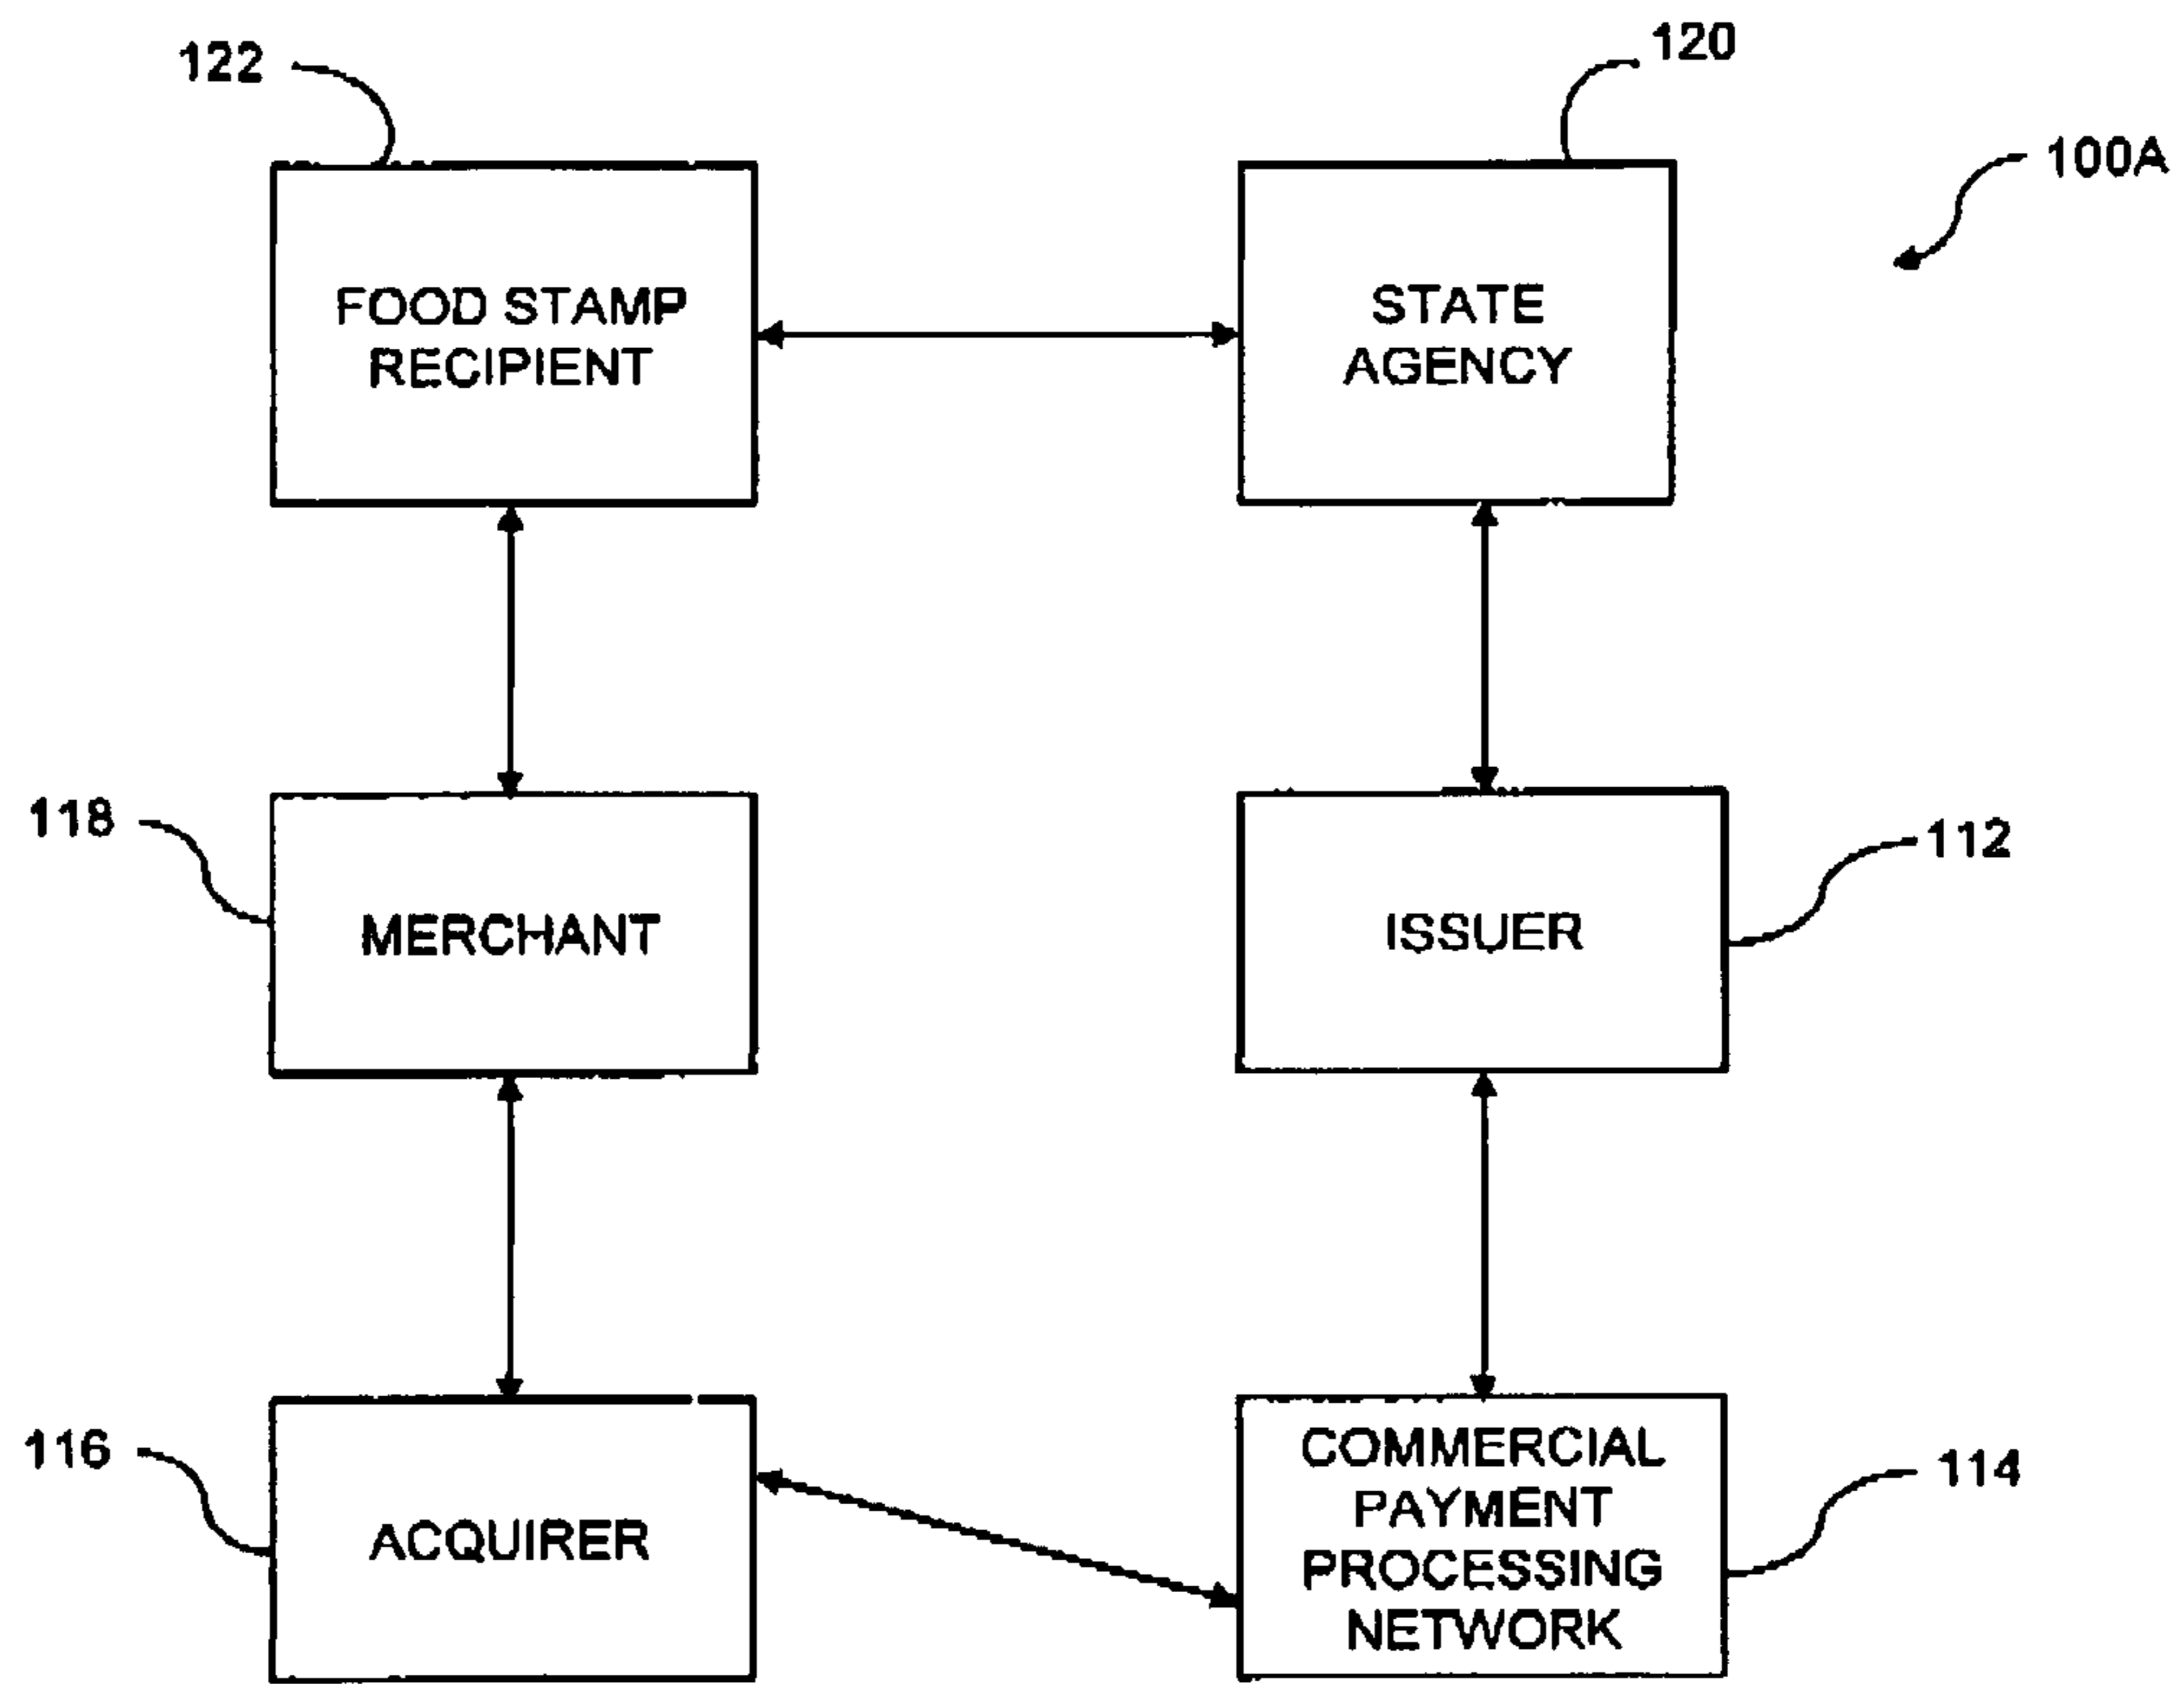 122
120
100A
FOOD STAMP
RECIPIENT
STATE
AGENCY
118
MERCHANT
ISSUER
112
116
ACQUIRER
COMMERCIAL
PAYMENT
PROCESSING
NETWORK
114